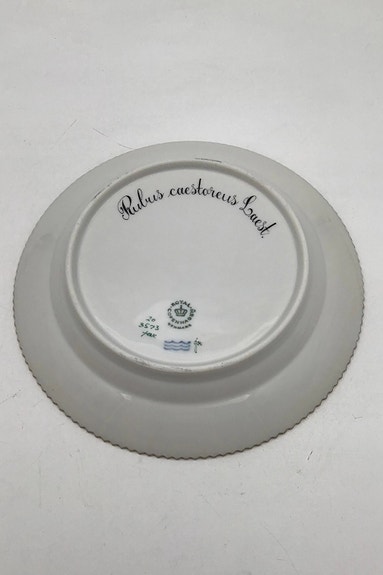 Rubus caestoreus Laest.
ROYAL
COPENHAGEN
DENMARK
20
3573